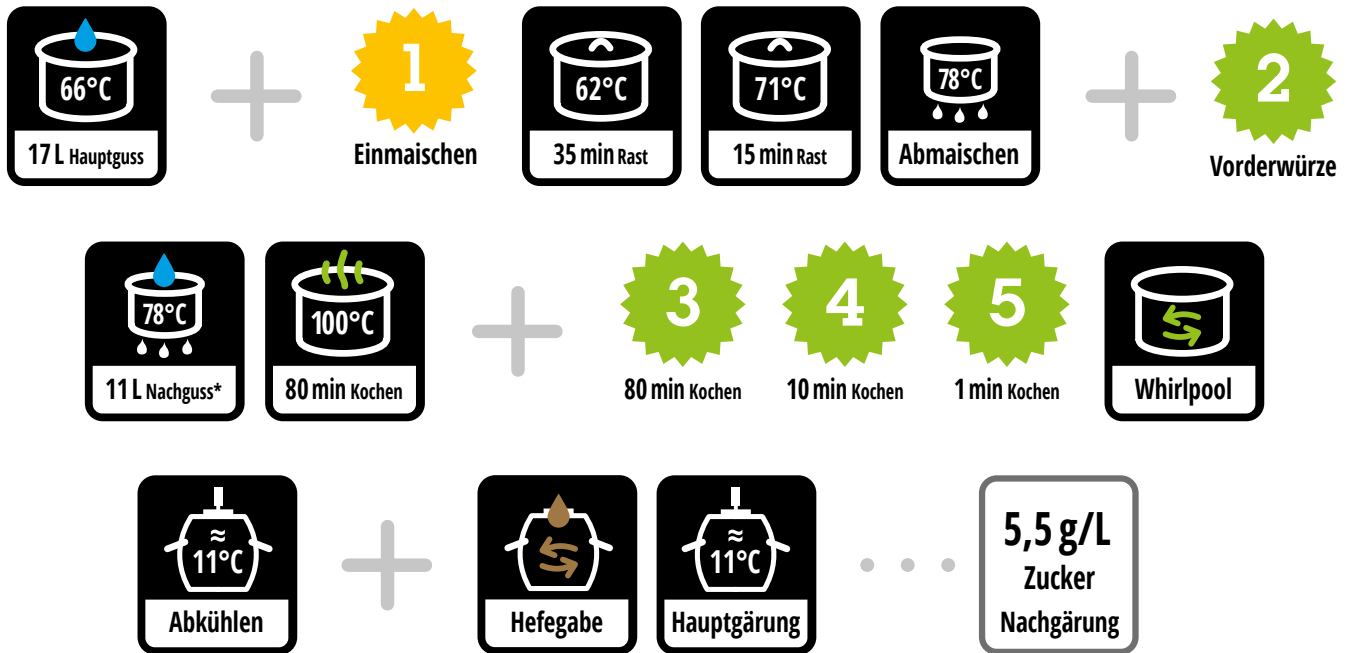 66°C
17 L Hauptguss
1
Einmaischen
62°C
35 min Rast
71°C
15 min Rast
78°C
Abmaischen
2
Vorderwürze
78°C
11 L Nachguss*
100°C
80 min Kochen
3
80 min Kochen
4
10 min Kochen
5
1 min Kochen
Whirlpool
≈
11°C
Abkühlen
Hefegabe
≈
11°C
Hauptgärung
5,5 g/L
Zucker
Nachgärung